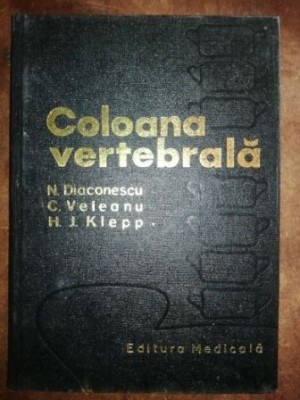 Coloana
vertebrală
N. Diaconescu
C. Veleanu
H. J. Klepp
Editura Medicală